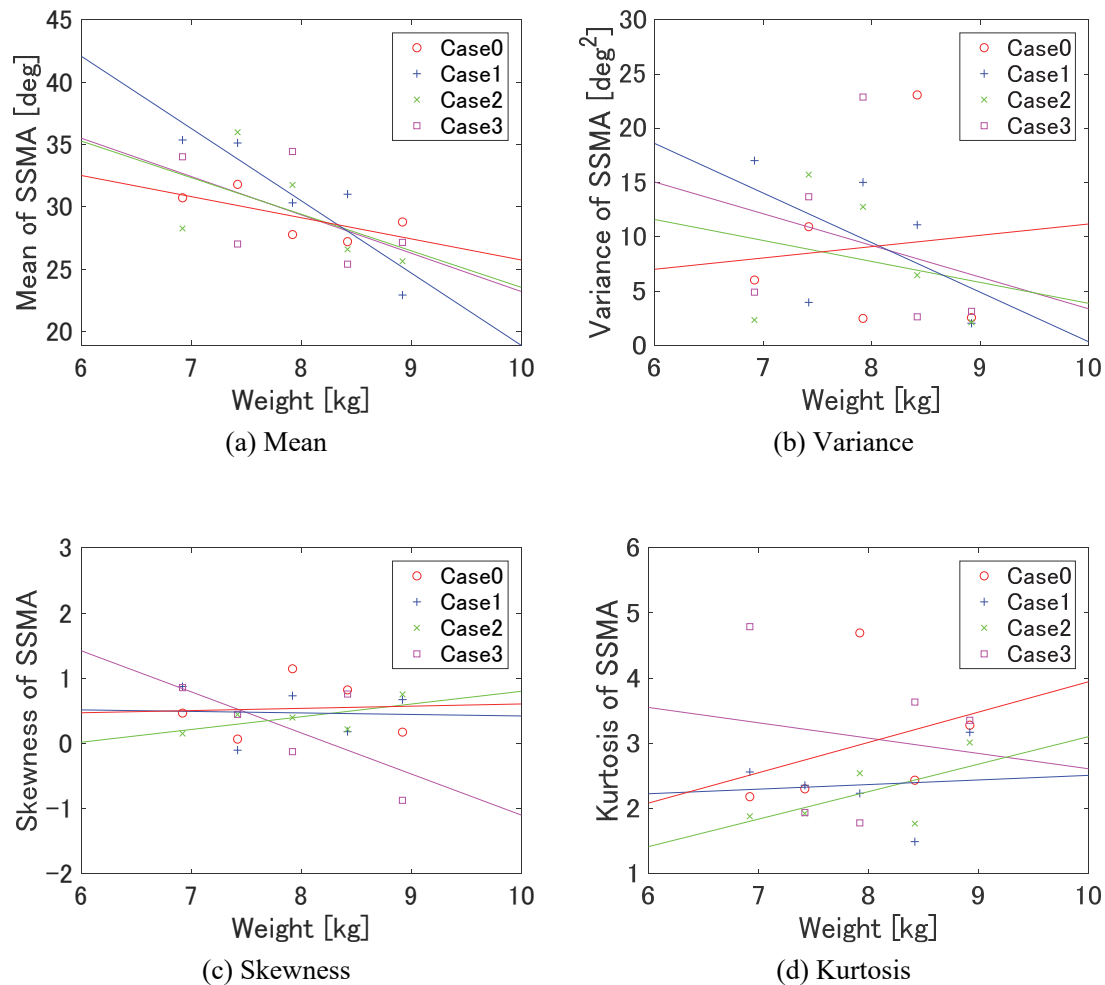 45
40
35
30
25
20
6 7 8 9 10
Mean of SSMA [deg]
Weight [kg]
Case0
Case1
Case2
Case3
(a) Mean
30
25
20
15
10
5
0
6 7 8 9 10
Variance of SSMA [deg²]
Weight [kg]
Case0
Case1
Case2
Case3
(b) Variance
3
2
1
0
−1
−2
6 7 8 9 10
Skewness of SSMA
Weight [kg]
Case0
Case1
Case2
Case3
(c) Skewness
6
5
4
3
2
1
6 7 8 9 10
Kurtosis of SSMA
Weight [kg]
Case0
Case1
Case2
Case3
(d) Kurtosis